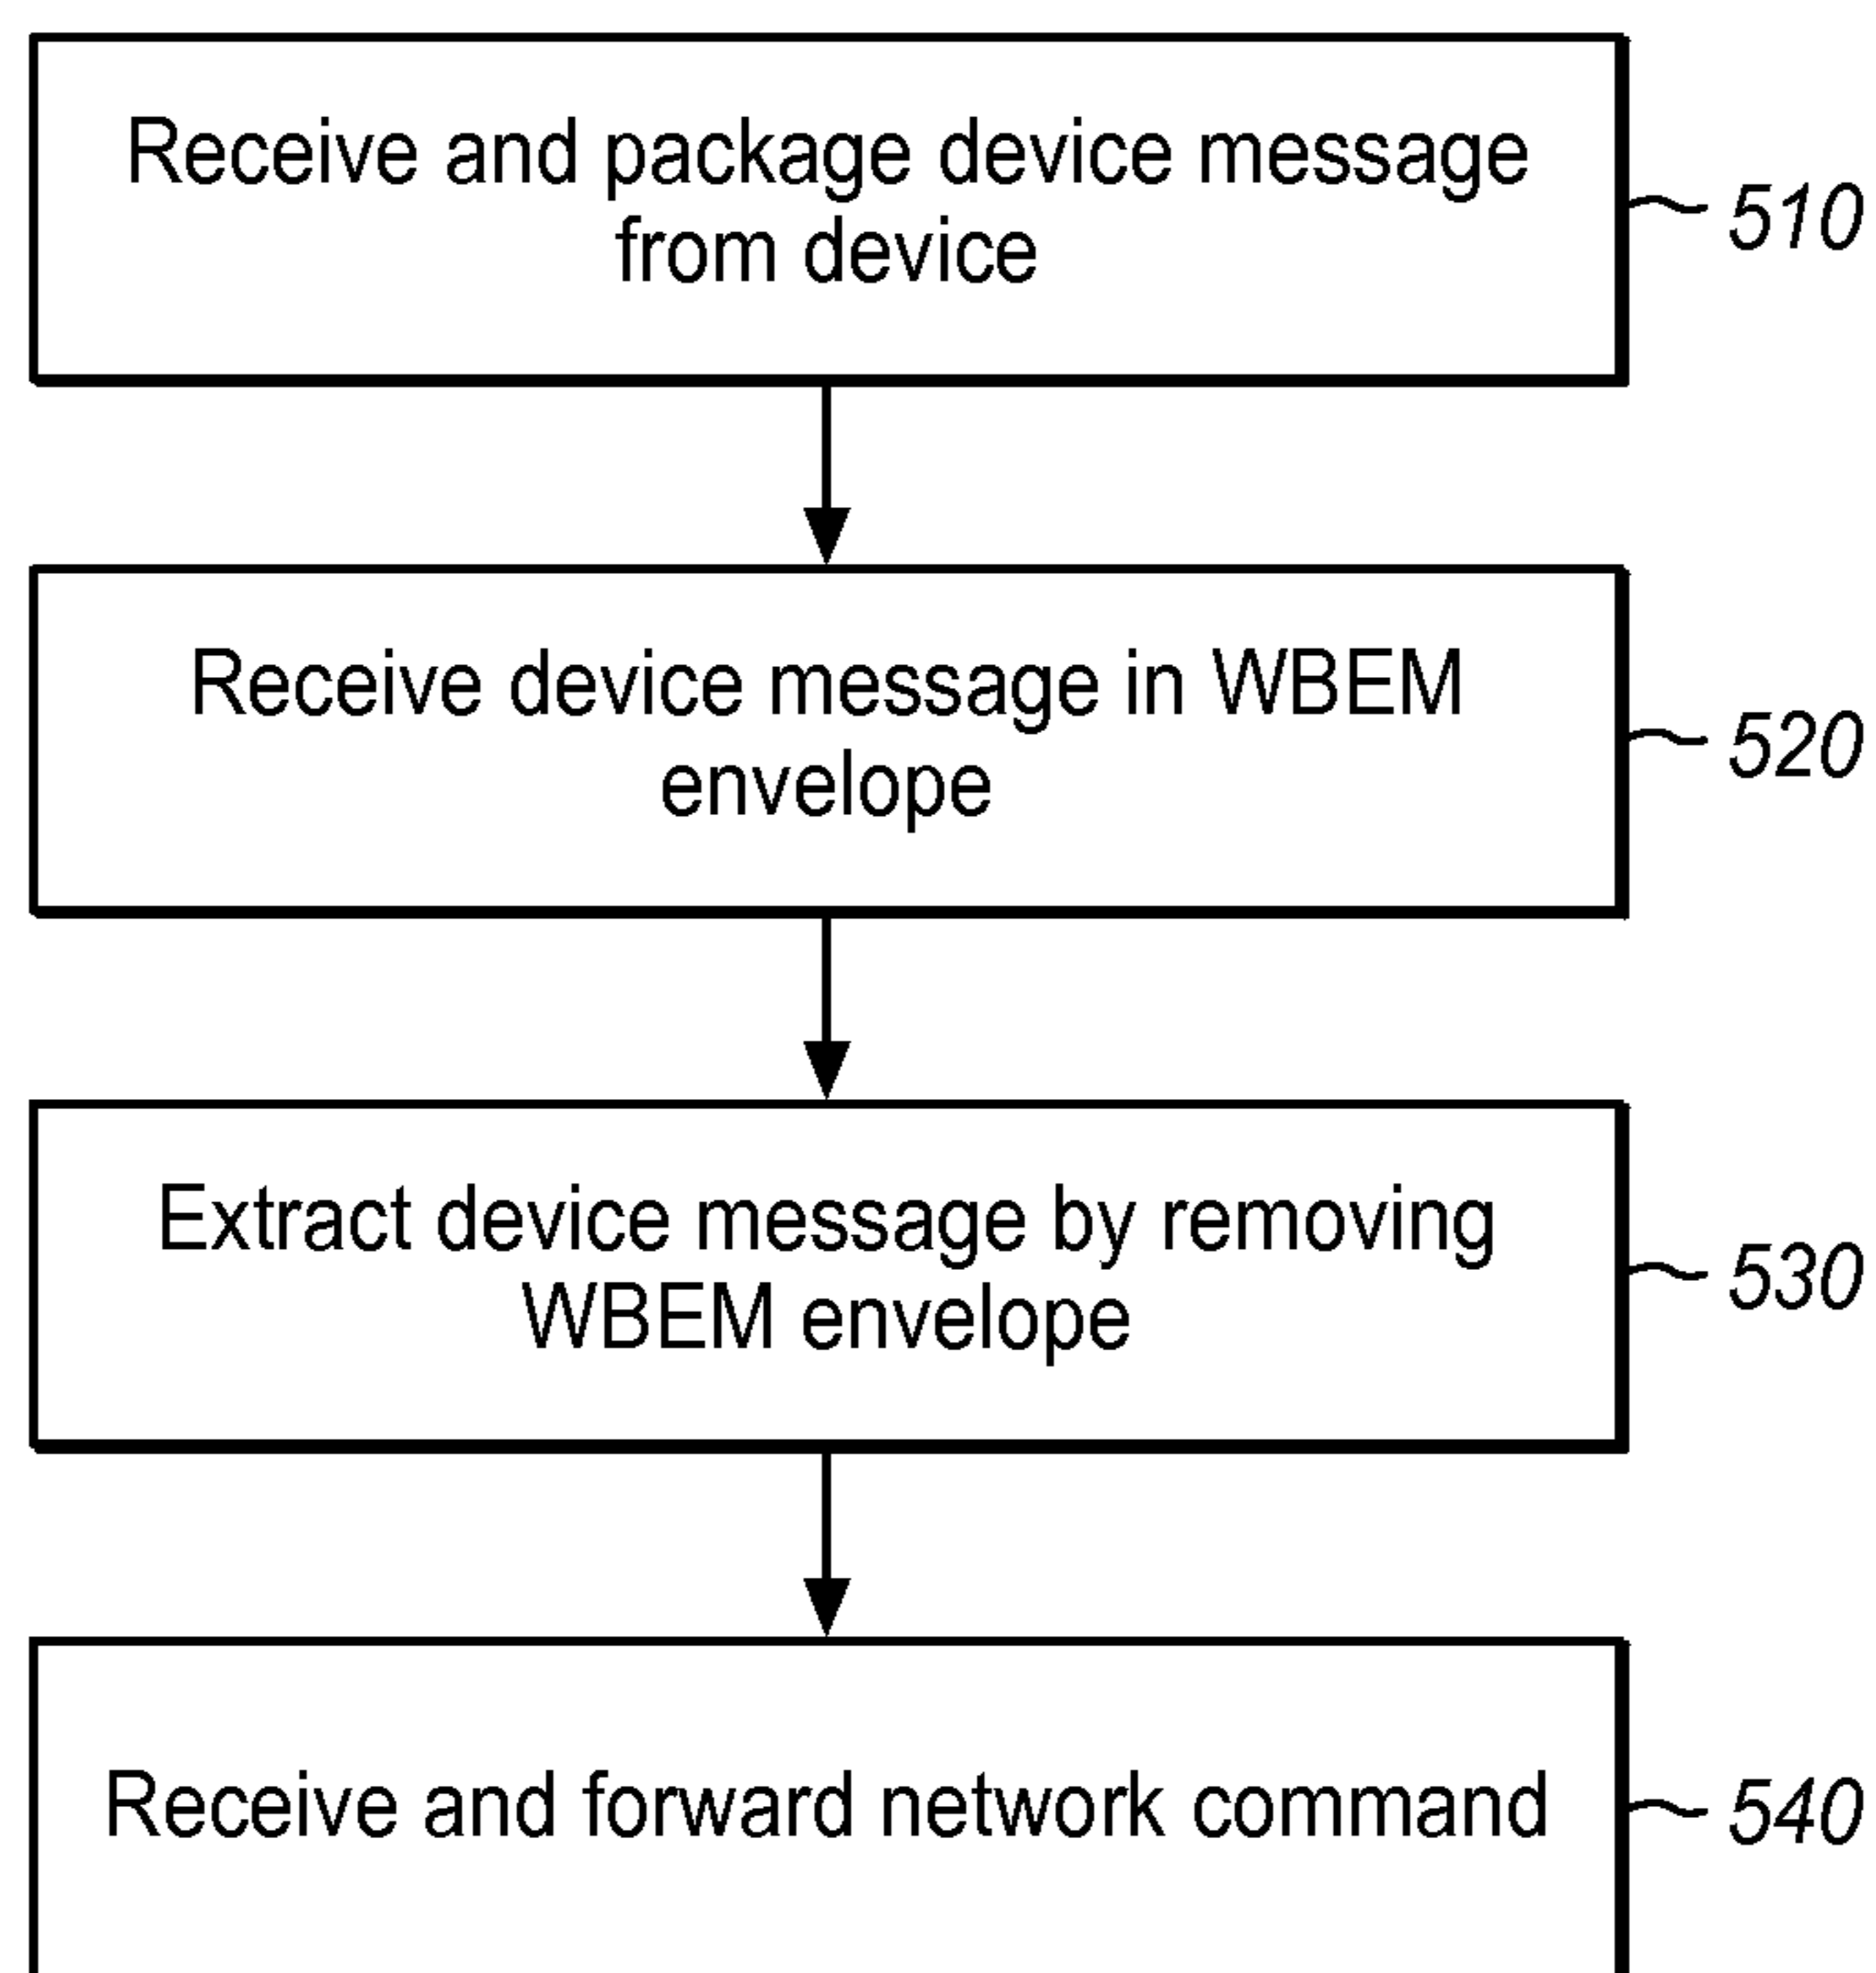 Receive and package device message
from device
510
Receive device message in WBEM
envelope
520
Extract device message by removing
WBEM envelope
530
Receive and forward network command
540